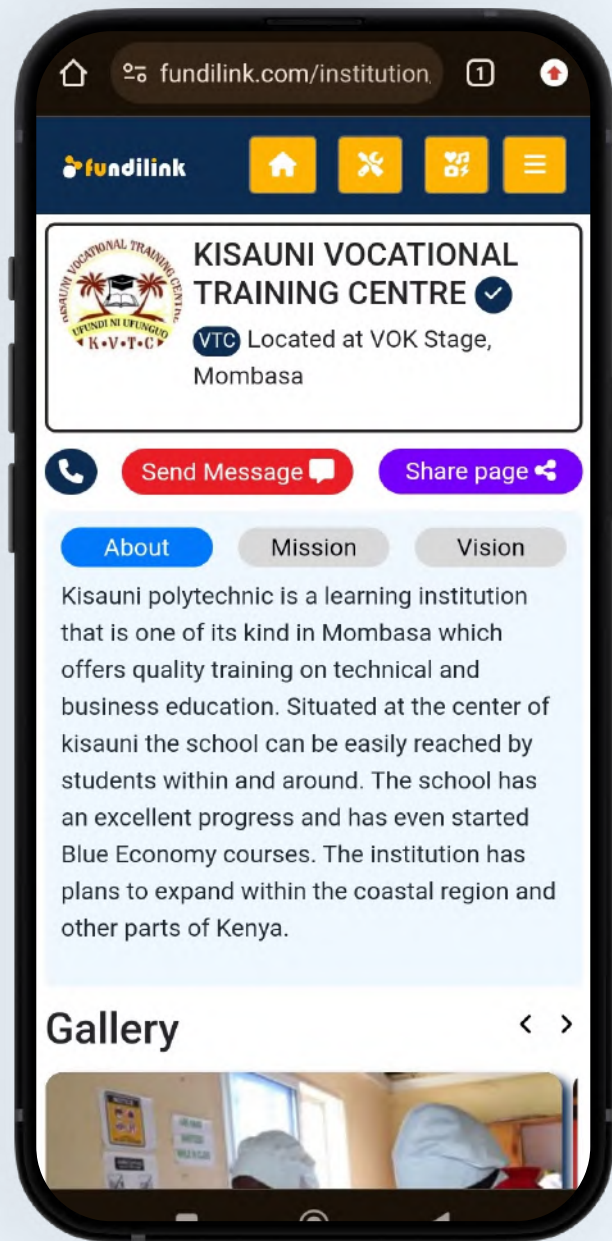 fundilink.com/institution
1
fundilink
KISAUNI VOCATIONAL TRAINING CENTRE
UFUNDI NI UFUNGUO
K•V•T•C
KISAUNI VOCATIONAL
TRAINING CENTRE
VTC Located at VOK Stage,
Mombasa
Send Message
Share page
About
Mission
Vision
Kisauni polytechnic is a learning institution
that is one of its kind in Mombasa which
offers quality training on technical and
business education. Situated at the center of
kisauni the school can be easily reached by
students within and around. The school has
an excellent progress and has even started
Blue Economy courses. The institution has
plans to expand within the coastal region and
other parts of Kenya.
Gallery
NOTICE